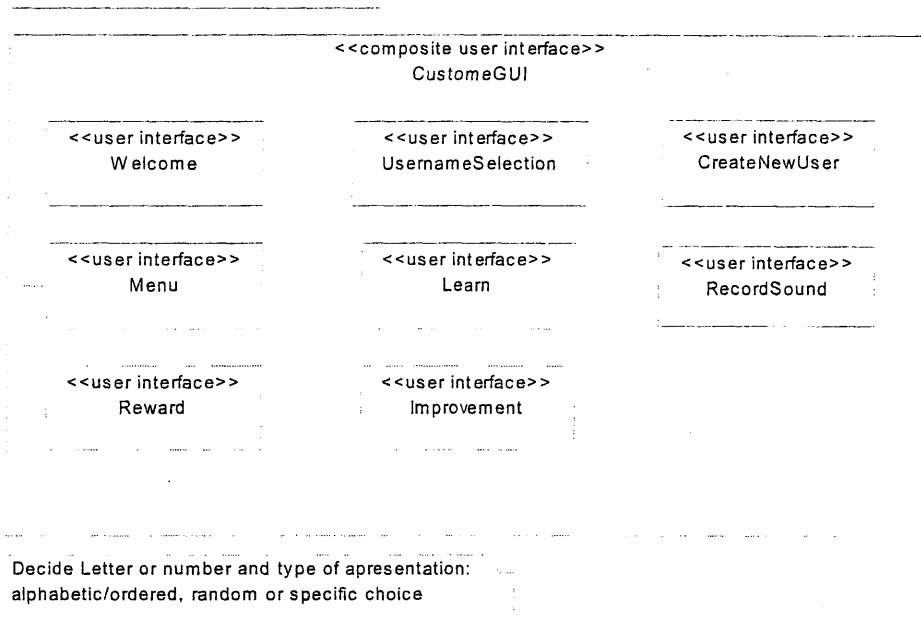 <<composite user interface>>
CustomeGUI
<<user interface>>
Welcome
<<user interface>>
UsernameSelection
<<user interface>>
CreateNewUser
<<user interface>>
Menu
<<user interface>>
Learn
<<user interface>>
RecordSound
<<user interface>>
Reward
<<user interface>>
Improvement
Decide Letter or number and type of apresentation:
alphabetic/ordered, random or specific choice